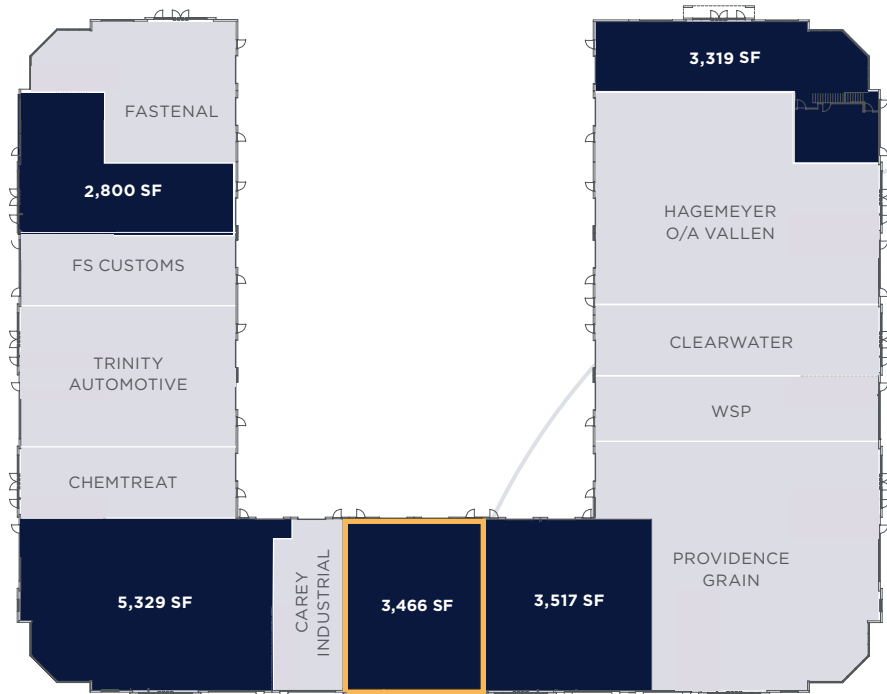 FASTENAL
2,800 SF
FS CUSTOMS
TRINITY
AUTOMOTIVE
CHEMTREAT
5,329 SF
CAREY
INDUSTRIAL
3,466 SF
3,517 SF
3,319 SF
HAGEMEYER
O/A VALLEN
CLEARWATER
WSP
PROVIDENCE
GRAIN